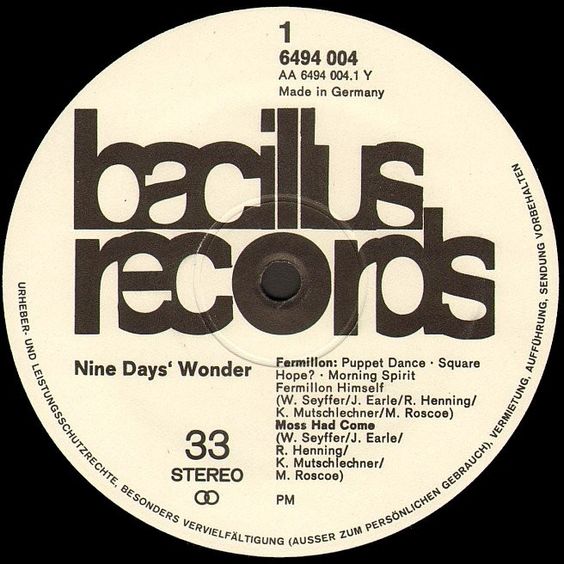 1
6494 004
AA 6494 004.1 Y
Made in Germany
bacillus
records
Nine Days' Wonder
Fermillon: Puppet Dance · Square
Hope? · Morning Spirit
Fermillon Himself
(W. Seyffer/J. Earle/R. Henning/
K. Mutschlechner/M. Roscoe)
Moss Had Come
(W. Seyffer/J. Earle/
R. Henning/
K. Mutschlechner/
M. Roscoe)
33
STEREO
PM
URHEBER- UND LEISTUNGSSCHUTZRECHTE, BESONDERS VERVIELFÄLTIGUNG (AUSSER ZUM PERSÖNLICHEN GEBRAUCH), VERMIETUNG, AUFFÜHRUNG, SENDUNG VORBEHALTEN